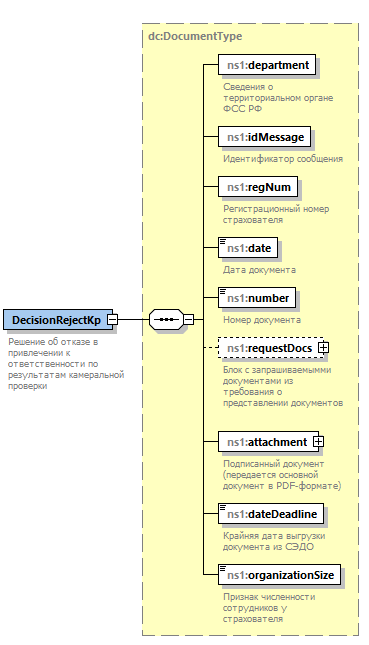 dc:DocumentType
ns1:department
Сведения о
территориальном органе
ФСС РФ
ns1:idMessage
Идентификатор сообщения
ns1:regNum
Регистрационный номер
страхователя
ns1:date
Дата документа
ns1:number
Номер документа
DecisionRejectKp
Решение об отказе в
привлечении к
ответственности по
результатам камеральной
проверки
ns1:requestDocs
Блок с запрашиваемымми
документами из
требования о
представлении документов
ns1:attachment
Подписанный документ
(передается основной
документ в PDF-формате)
ns1:dateDeadline
Крайняя дата выгрузки
документа из СЭДО
ns1:organizationSize
Признак численности
сотрудников у
страхователя